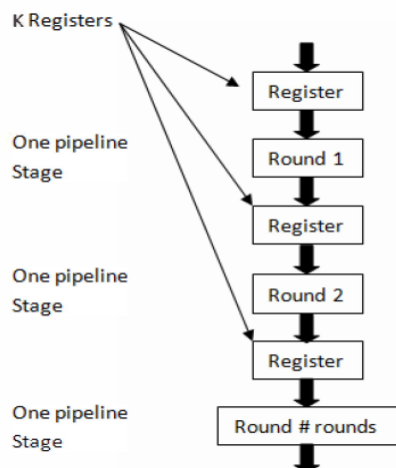 K Registers
Register
One pipeline
Stage
Round 1
Register
One pipeline
Stage
Round 2
Register
One pipeline
Stage
Round # rounds